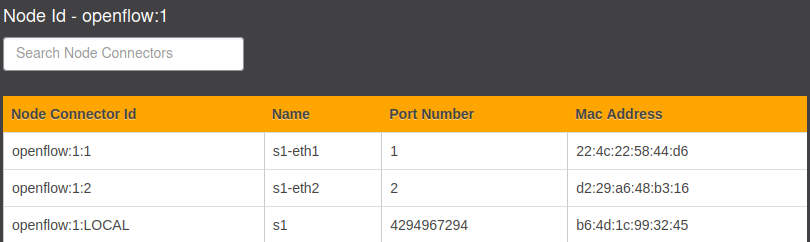 Node Id - openflow:1
Search Node Connectors
Node Connector Id Name Port Number Mac Address
openflow:1:1 s1-eth1 1 22:4c:22:58:44:d6
openflow:1:2 s1-eth2 2 d2:29:a6:48:b3:16
openflow:1:LOCAL s1 4294967294 b6:4d:1c:99:32:45